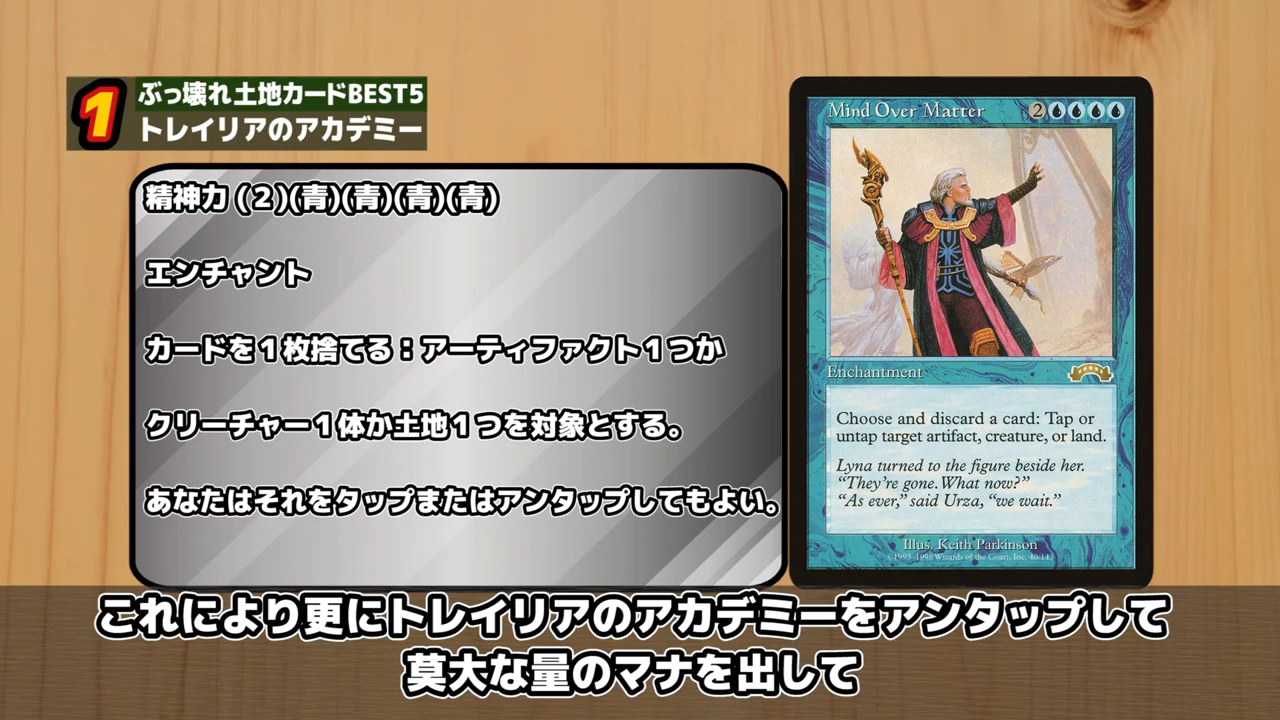 1
ぶっ壊れ土地カードBEST5
トレイリアのアカデミー
精神力 (２)(青)(青)(青)(青)
エンチャント
カードを１枚捨てる：アーティファクト１つか
クリーチャー１体か土地１つを対象とする。
あなたはそれをタップまたはアンタップしてもよい。
Mind Over Matter 2
Enchantment
Choose and discard a card: Tap or
untap target artifact, creature, or land.
Lyna turned to the figure beside her.
“They’re gone. What now?”
“As ever,” said Urza, “we wait.”
Illus. Keith Parkinson
©1993-1998 Wizards of the Coast, Inc. 40/143
これにより更にトレイリアのアカデミーをアンタップして
莫大な量のマナを出して